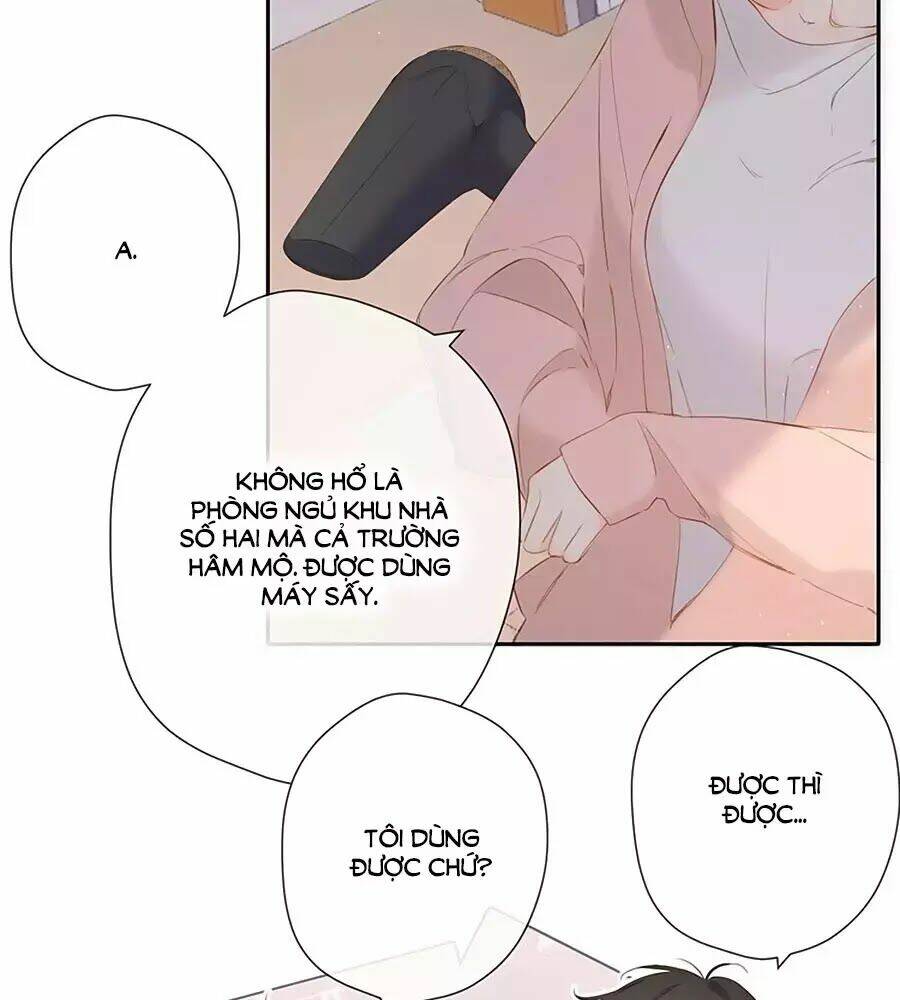 A.
KHÔNG HỔ LÀ
PHÒNG NGỦ KHU NHÀ
SỐ HAI MÀ CẢ TRƯỜNG
HÂM MỘ. ĐƯỢC DÙNG
MÁY SẤY.
TÔI DÙNG
ĐƯỢC CHỨ?
ĐƯỢC THÌ
ĐƯỢC...